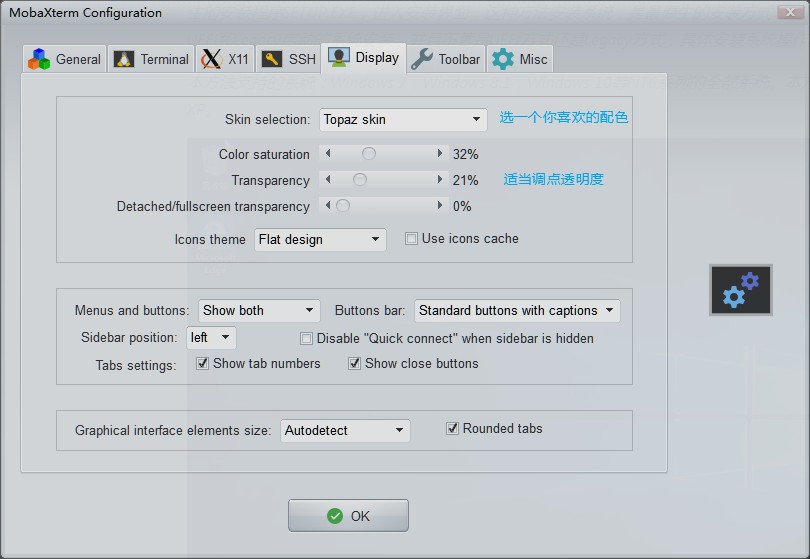 MobaXterm Configuration
General Terminal X11 SSH Display Toolbar Misc
Skin selection: Topaz skin 选一个你喜欢的配色
Color saturation 32%
Transparency 21% 适当调点透明度
Detached/fullscreen transparency 0%
Icons theme Flat design Use icons cache
Menus and buttons: Show both Buttons bar: Standard buttons with captions
Sidebar position: left Disable "Quick connect" when sidebar is hidden
Tabs settings: Show tab numbers Show close buttons
Graphical interface elements size: Autodetect Rounded tabs
OK